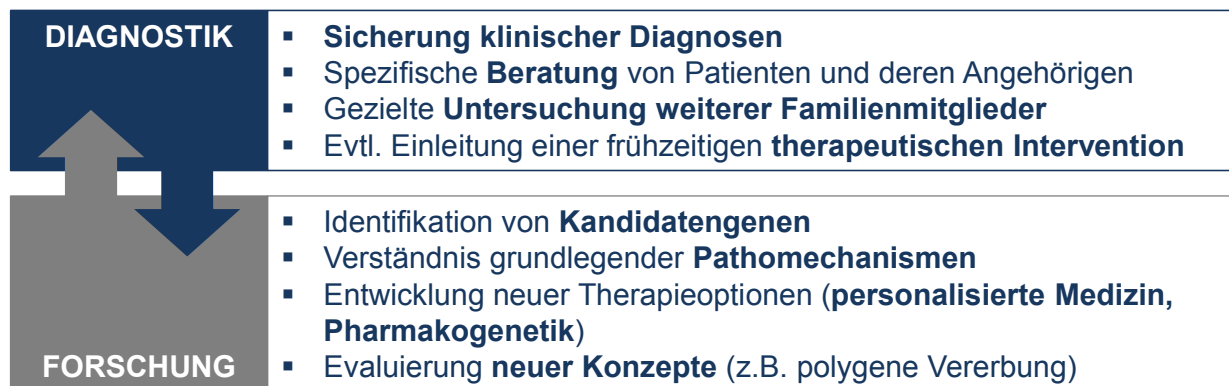 DIAGNOSTIK
▪ Sicherung klinischer Diagnosen
▪ Spezifische Beratung von Patienten und deren Angehörigen
▪ Gezielte Untersuchung weiterer Familienmitglieder
▪ Evtl. Einleitung einer frühzeitigen therapeutischen Intervention
▪ Identifikation von Kandidatengenen
▪ Verständnis grundlegender Pathomechanismen
▪ Entwicklung neuer Therapieoptionen (personalisierte Medizin,
Pharmakogenetik)
FORSCHUNG
▪ Evaluierung neuer Konzepte (z.B. polygene Vererbung)